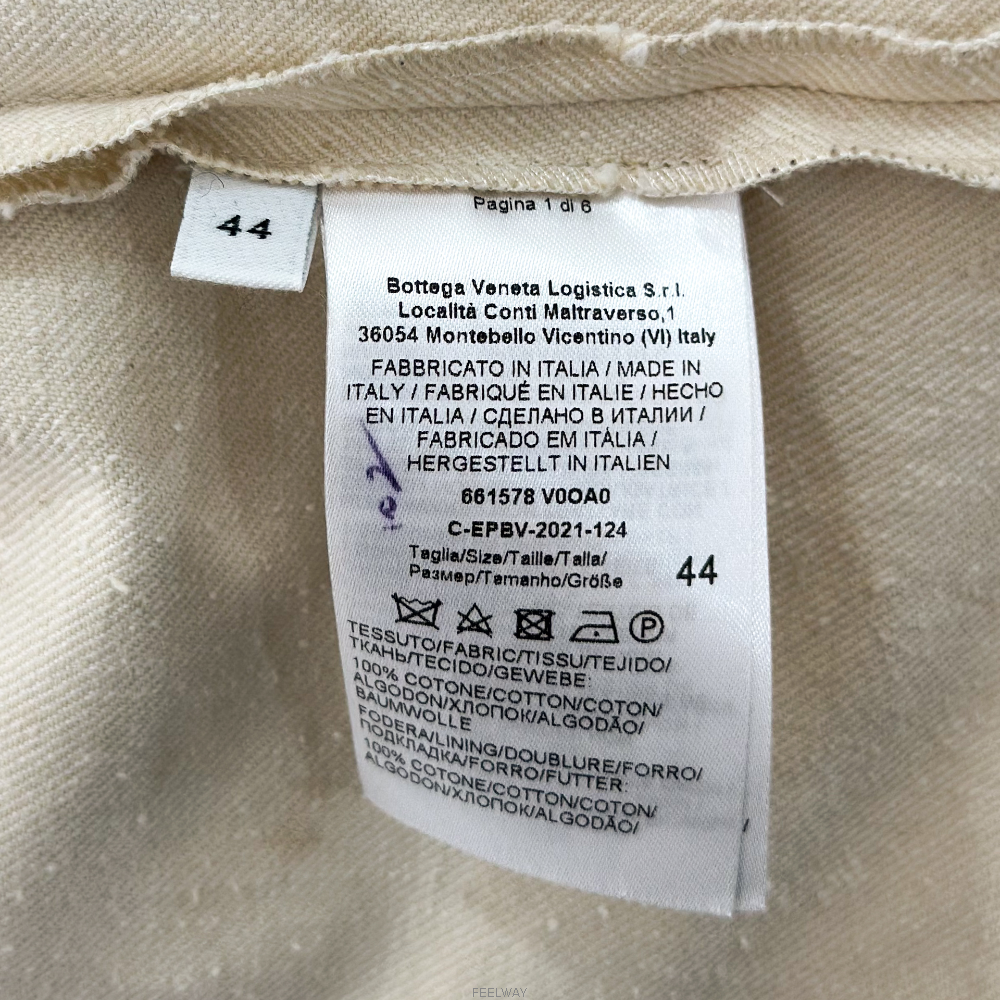 44
Pagina 1 di 6
Bottega Veneta Logistica S.r.l.
Località Conti Maltraverso,1
36054 Montebello Vicentino (VI) Italy
FABBRICATO IN ITALIA / MADE IN
ITALY / FABRIQUÉ EN ITALIE / HECHO
EN ITALIA / СДЕЛАНО В ИТАЛИИ /
FABRICADO EM ITÁLIA /
HERGESTELLT IN ITALIEN
661578 V0OA0
C-EPBV-2021-124
Taglia/Size/Taille/Talla/
Размер/Tamanho/Größe
44
P
TESSUTO/FABRIC/TISSU/TEJIDO/
ТКАНЬ/TECIDO/GEWEBE:
100% COTONE/COTTON/COTON/
ALGODÓN/ХЛОПОК/ALGODÃO/
BAUMWOLLE
FODERA/LINING/DOUBLURE/FORRO/
ПОДКЛАДКА/FORRO/FUTTER:
100% COTONE/COTTON/COTON/
ALGODÓN/ХЛОПОК/ALGODÃO/
FEELWAY